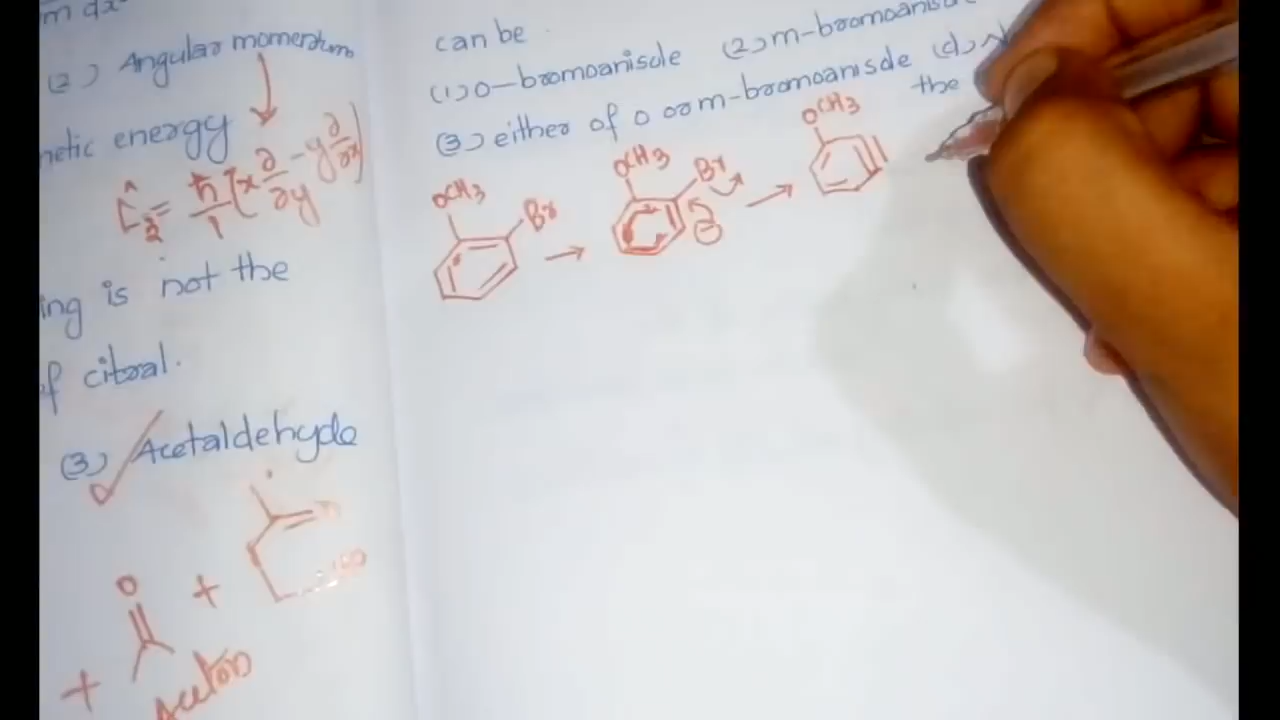 (2) Angular momentum
netic energy
ing is not the
of citral.
(3) Acetaldehyde
+
O
+
can be
(1) o-bromoanisole (2) m-bromoanisole
(3) either of o or m-bromoanisole (d)
the
OCH3
Br
OCH3
Br
OCH3